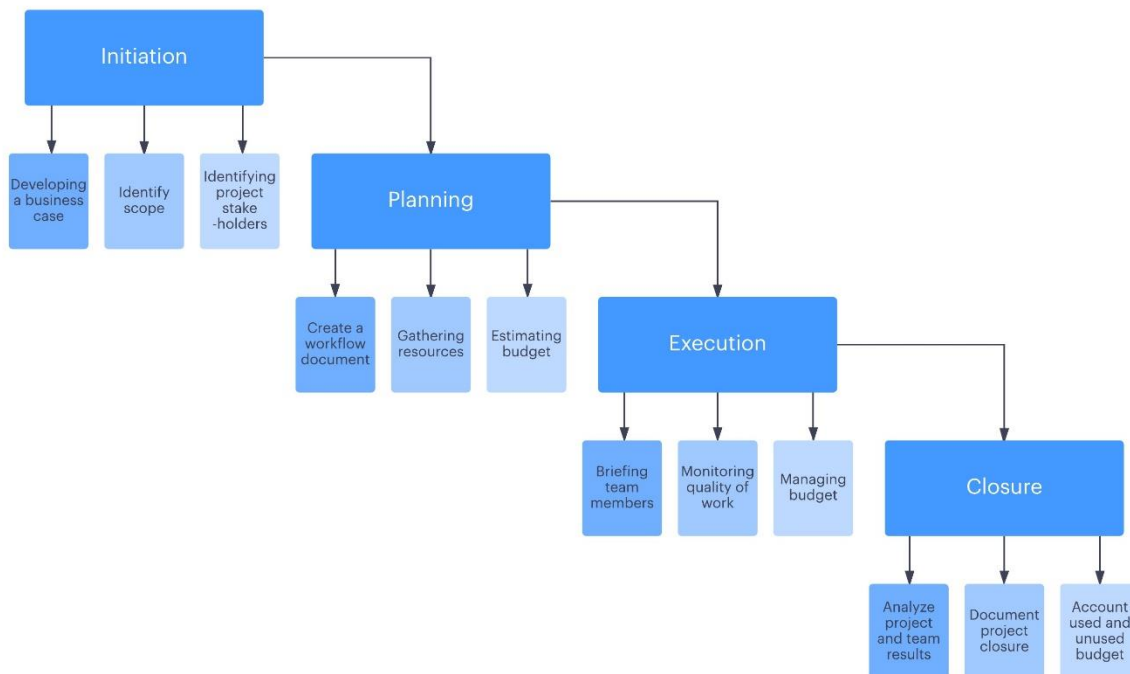 Initiation
Developing
a business
case
Identify
scope
Identifying
project
stake
-holders
Planning
Create a
workflow
document
Gathering
resources
Estimating
budget
Execution
Briefing
team
members
Monitoring
quality of
work
Managing
budget
Closure
Analyze
project
and team
results
Document
project
closure
Account
used and
unused
budget